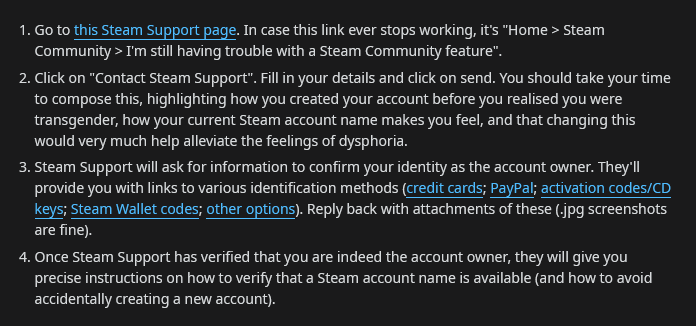 1. Go to this Steam Support page. In case this link ever stops working, it's "Home > Steam
Community > I'm still having trouble with a Steam Community feature".
2. Click on "Contact Steam Support". Fill in your details and click on send. You should take your time
to compose this, highlighting how you created your account before you realised you were
transgender, how your current Steam account name makes you feel, and that changing this
would very much help alleviate the feelings of dysphoria.
3. Steam Support will ask for information to confirm your identity as the account owner. They'll
provide you with links to various identification methods (credit cards; PayPal; activation codes/CD
keys; Steam Wallet codes; other options). Reply back with attachments of these (.jpg screenshots
are fine).
4. Once Steam Support has verified that you are indeed the account owner, they will give you
precise instructions on how to verify that a Steam account name is available (and how to avoid
accidentally creating a new account).